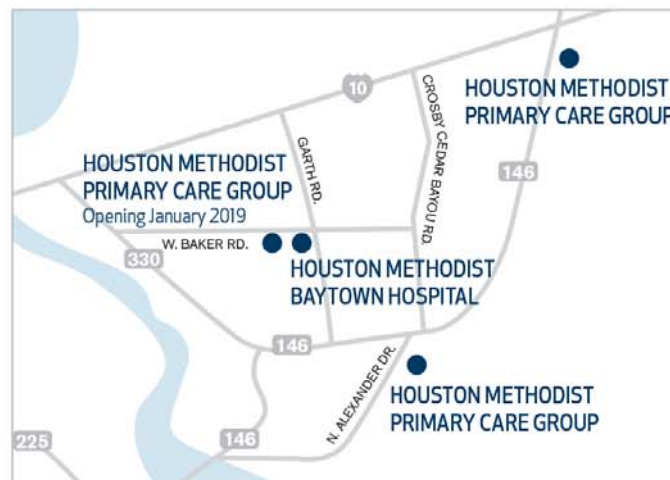 HOUSTON METHODIST
PRIMARY CARE GROUP
10
CROSBY CEDAR BAYOU RD.
GARTH RD.
146
HOUSTON METHODIST
PRIMARY CARE GROUP
Opening January 2019
W. BAKER RD.
330
HOUSTON METHODIST
BAYTOWN HOSPITAL
146
N. ALEXANDER DR.
HOUSTON METHODIST
PRIMARY CARE GROUP
225
146